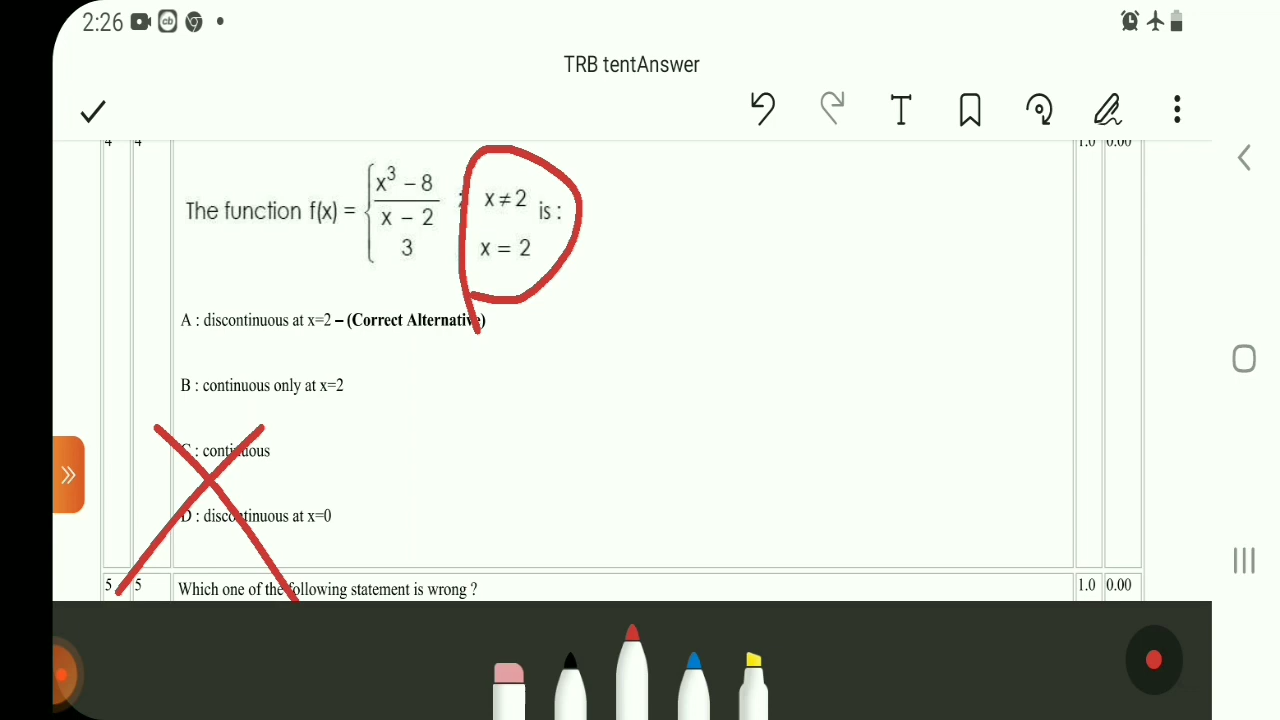 2:26
TRB tentAnswer
4 4 1.0 0.00
The function f(x) = { x³ – 8 / x – 2 ; x ≠ 2
3 x = 2 is :
A : discontinuous at x=2 – (Correct Alternative)
B : continuous only at x=2
C : continuous
D : discontinuous at x=0
5 5 Which one of the following statement is wrong ? 1.0 0.00